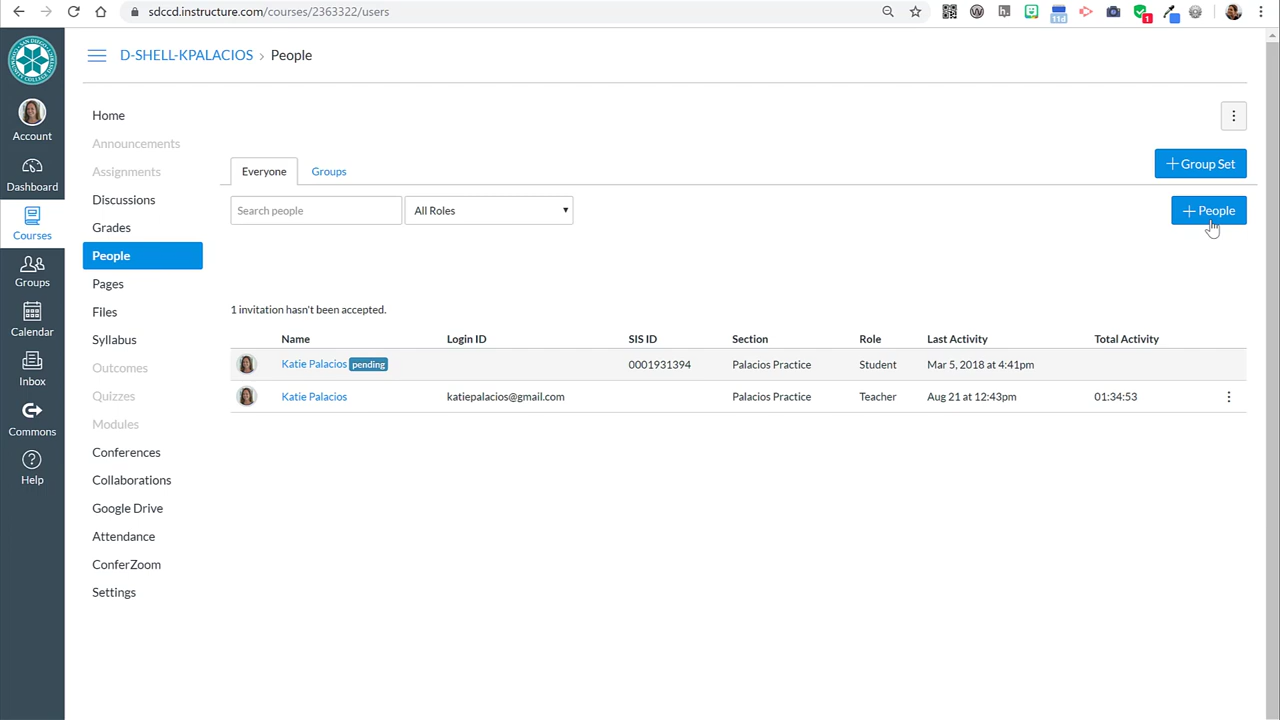 sdccd.instructure.com/courses/2363322/users
11d
1
D-SHELL-KPALACIOS › People
Account
Dashboard
Courses
Groups
Calendar
Inbox
Commons
Help
Home
Announcements
Assignments
Discussions
Grades
People
Pages
Files
Syllabus
Outcomes
Quizzes
Modules
Conferences
Collaborations
Google Drive
Attendance
ConferZoom
Settings
Everyone Groups
+ Group Set
Search people All Roles
+ People
1 invitation hasn't been accepted.
Name Login ID SIS ID Section Role Last Activity Total Activity
Katie Palacios pending 0001931394 Palacios Practice Student Mar 5, 2018 at 4:41pm
Katie Palacios katiepalacios@gmail.com Palacios Practice Teacher Aug 21 at 12:43pm 01:34:53